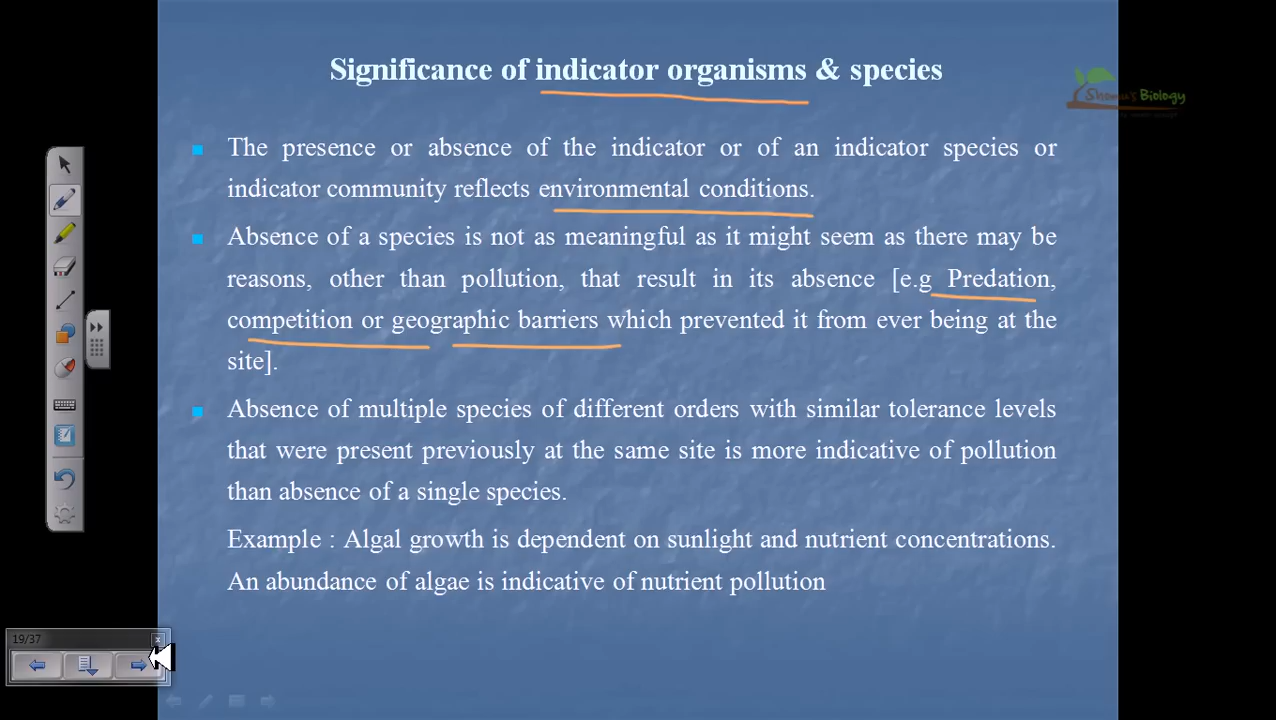 Significance of indicator organisms & species
Shomu's Biology
The presence or absence of the indicator or of an indicator species or
indicator community reflects environmental conditions.
Absence of a species is not as meaningful as it might seem as there may be
reasons, other than pollution, that result in its absence [e.g Predation,
competition or geographic barriers which prevented it from ever being at the
site].
Absence of multiple species of different orders with similar tolerance levels
that were present previously at the same site is more indicative of pollution
than absence of a single species.
Example : Algal growth is dependent on sunlight and nutrient concentrations.
An abundance of algae is indicative of nutrient pollution
19/37